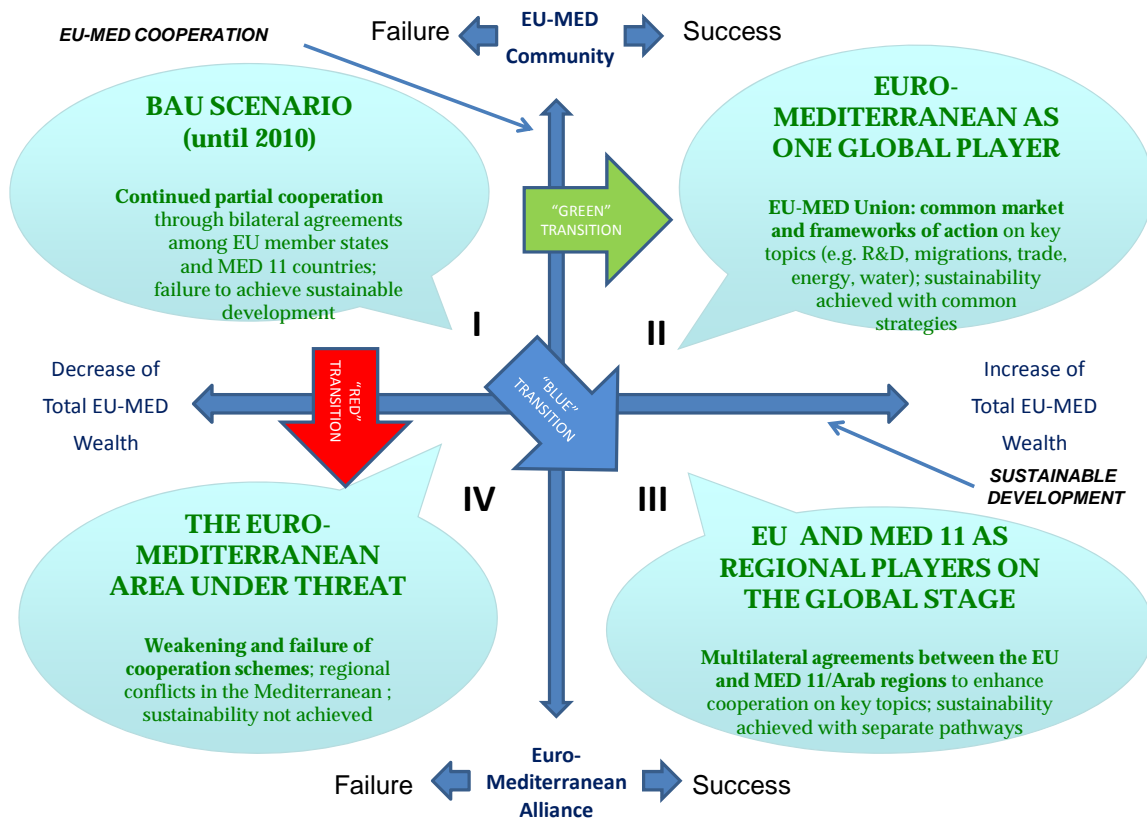 EU-MED COOPERATION
Failure
EU-MED
Community
Success
BAU SCENARIO
(until 2010)
Continued partial cooperation
through bilateral agreements
among EU member states
and MED 11 countries;
failure to achieve sustainable
development
EURO-
MEDITERRANEAN AS
ONE GLOBAL PLAYER
EU-MED Union: common market
and frameworks of action on key
topics (e.g. R&D, migrations, trade,
energy, water); sustainability
achieved with common
strategies
"GREEN"
TRANSITION
I
II
Decrease of
Total EU-MED
Wealth
"RED"
TRANSITION
"BLUE"
TRANSITION
Increase of
Total EU-MED
Wealth
SUSTAINABLE
DEVELOPMENT
IV
III
THE EURO-
MEDITERRANEAN
AREA UNDER THREAT
Weakening and failure of
cooperation schemes; regional
conflicts in the Mediterranean ;
sustainability not achieved
EU AND MED 11 AS
REGIONAL PLAYERS ON
THE GLOBAL STAGE
Multilateral agreements between the EU
and MED 11/Arab regions to enhance
cooperation on key topics; sustainability
achieved with separate pathways
Failure
Euro-
Mediterranean
Alliance
Success